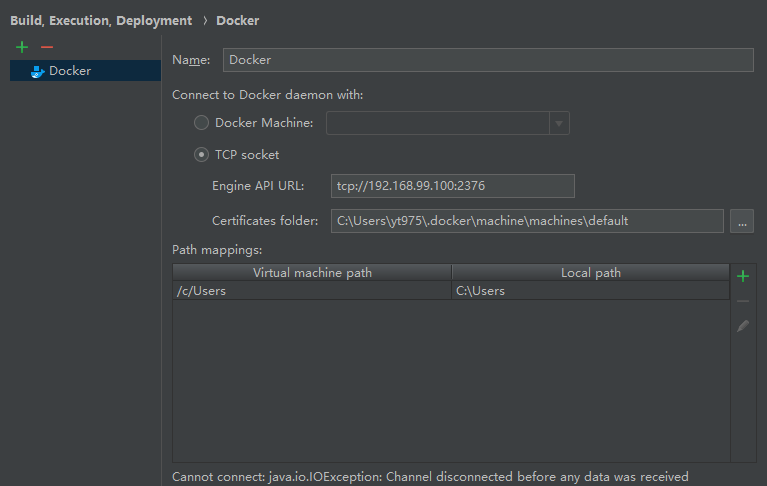 Build, Execution, Deployment › Docker
Docker
Name: Docker
Connect to Docker daemon with:
Docker Machine:
TCP socket
Engine API URL: tcp://192.168.99.100:2376
Certificates folder: C:\Users\yt975\.docker\machine\machines\default ...
Path mappings:
Virtual machine path Local path
/c/Users C:\Users
Cannot connect: java.io.IOException: Channel disconnected before any data was received